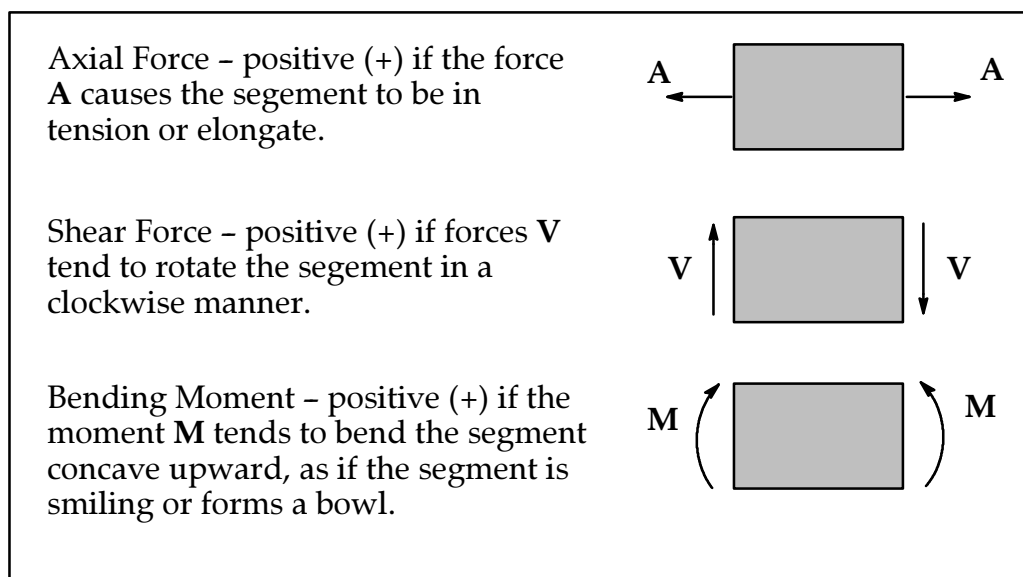 Axial Force – positive (+) if the force
A causes the segement to be in
tension or elongate.
A
A
Shear Force – positive (+) if forces V
tend to rotate the segement in a
clockwise manner.
V
V
Bending Moment – positive (+) if the
moment M tends to bend the segment
concave upward, as if the segment is
smiling or forms a bowl.
M
M